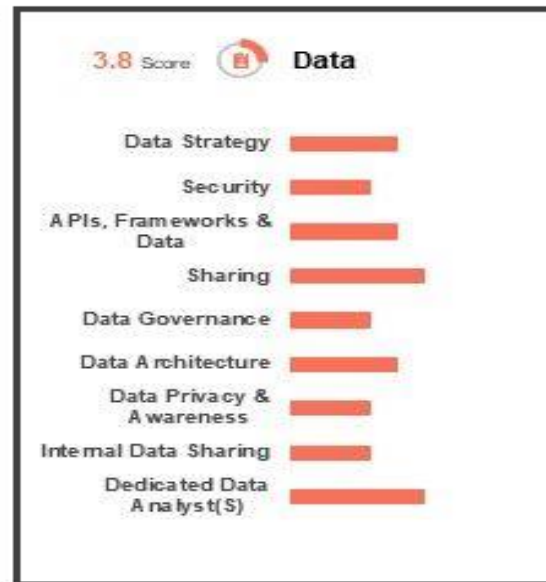 3.8 Score Data
Data Strategy
Security
APIs, Frameworks &
Data
Sharing
Data Governance
Data Architecture
Data Privacy &
Awareness
Internal Data Sharing
Dedicated Data
Analyst(S)